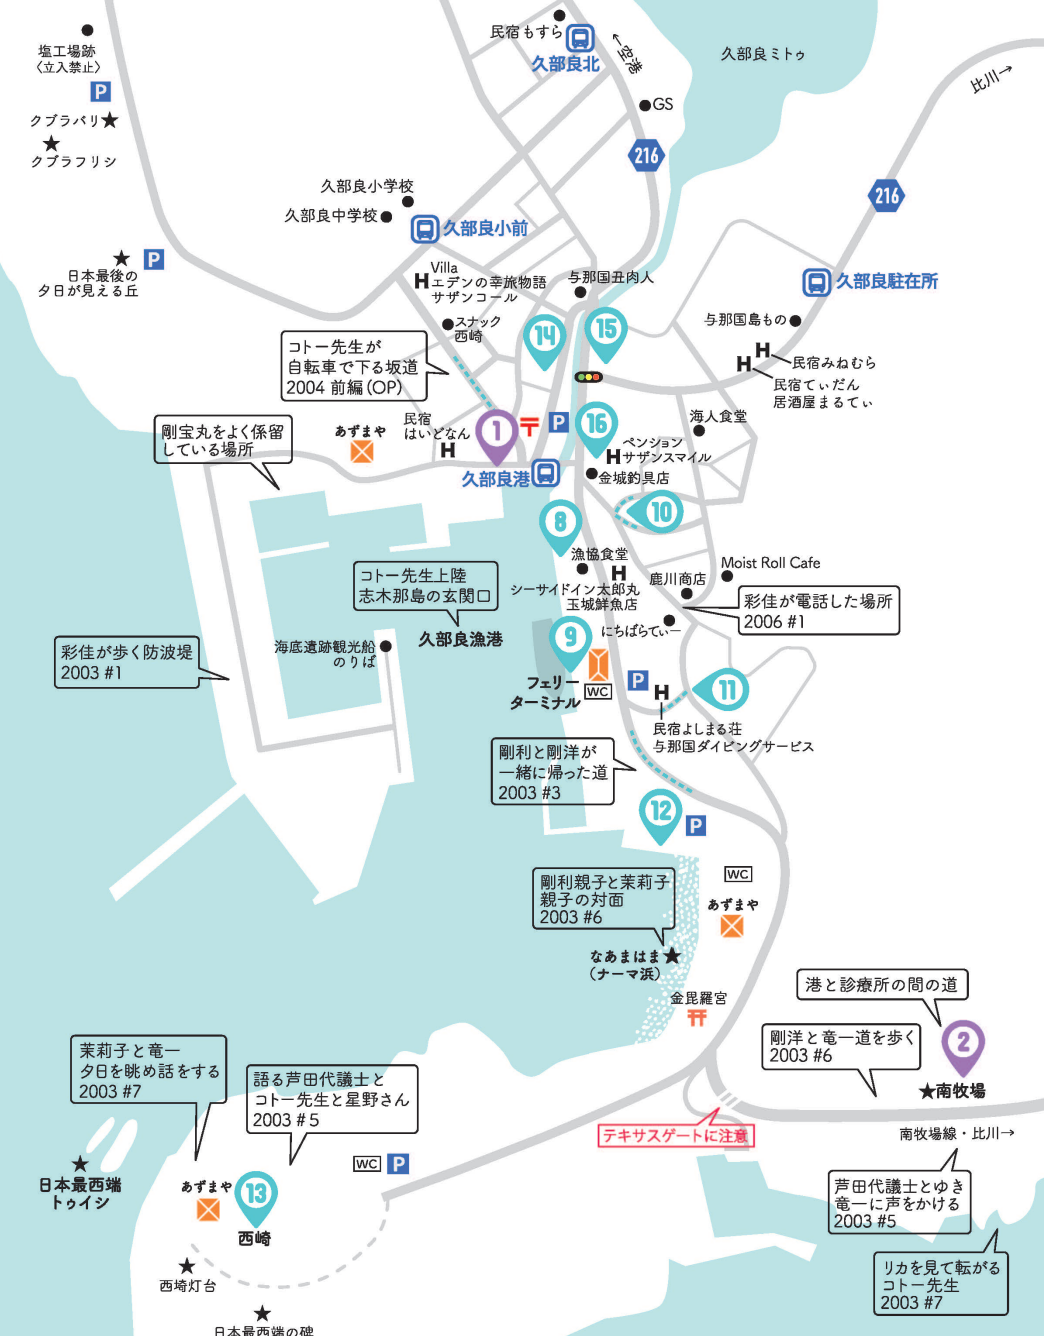 民宿もすら
久部良北
←空港
久部良ミトゥ
比川→
塩工場跡
〈立入禁止〉
P
クブラバリ★
★
クブラフリシ
GS
216
216
久部良小学校
久部良中学校
久部良小前
★
P
日本最後の
夕日が見える丘
Villa
H エデンの幸旅物語
サザンコール
与那国丑肉人
久部良駐在所
スナック
西崎
14
15
与那国島もの
H
H
民宿みねむら
民宿てぃだん
居酒屋まるてぃ
コトー先生が
自転車で下る坂道
2004 前編(OP)
剛宝丸をよく係留
している場所
あずまや
民宿
はいどなん
H
1
〒
P
久部良港
16
海人食堂
ペンション
H サザンスマイル
金城釣具店
8
10
漁協食堂
H
シーサイドイン太郎丸
玉城鮮魚店
鹿川商店
Moist Roll Cafe
コトー先生上陸
志木那島の玄関口
久部良漁港
彩佳が電話した場所
2006 #1
にちばらてぃー
彩佳が歩く防波堤
2003 #1
海底遺跡観光船
のりば
9
フェリー
ターミナル
WC
P
H
11
民宿よしまる荘
与那国ダイビングサービス
剛利と剛洋が
一緒に帰った道
2003 #3
12
P
WC
剛利親子と茉莉子
親子の対面
2003 #6
あずまや
なあまはま★
（ナーマ浜）
金毘羅宮
港と診療所の間の道
剛洋と竜一道を歩く
2003 #6
2
★南牧場
茉莉子と竜一
夕日を眺め話をする
2003 #7
語る芦田代議士と
コトー先生と星野さん
2003 #5
テキサスゲートに注意
南牧場線・比川→
WC
P
★
日本最西端
トゥイシ
あずまや
13
西崎
芦田代議士とゆき
竜一に声をかける
2003 #5
★
西埼灯台
リカを見て転がる
コトー先生
2003 #7
★
日本最西端の碑